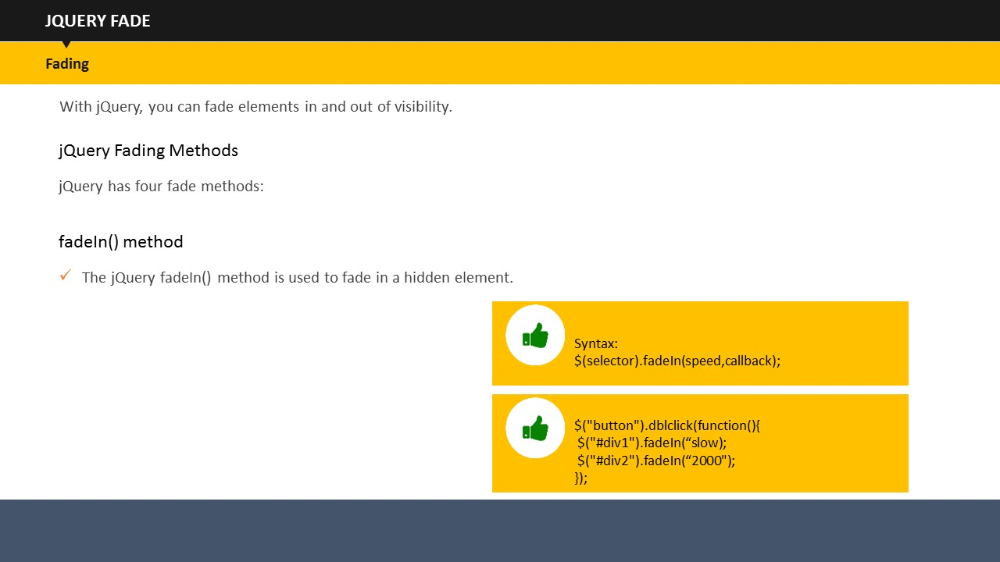 JQUERY FADE
Fading
With jQuery, you can fade elements in and out of visibility.
jQuery Fading Methods
jQuery has four fade methods:
fadeIn() method
✓ The jQuery fadeIn() method is used to fade in a hidden element.
Syntax:
$(selector).fadeIn(speed,callback);
$("button").dblclick(function(){
$("#div1").fadeIn(“slow);
$("#div2").fadeIn(“2000");
});